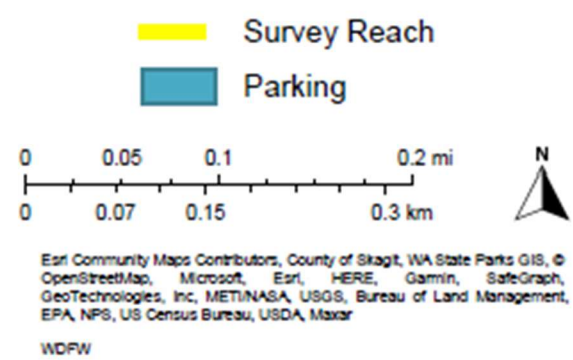 Survey Reach
Parking
0 0.05 0.1 0.2 mi
0 0.07 0.15 0.3 km
N
Esri Community Maps Contributors, County of Skagit, WA State Parks GIS, ©
OpenStreetMap, Microsoft, Esri, HERE, Garmin, SafeGraph,
GeoTechnologies, Inc, METI/NASA, USGS, Bureau of Land Management,
EPA, NPS, US Census Bureau, USDA, Maxar
WDFW